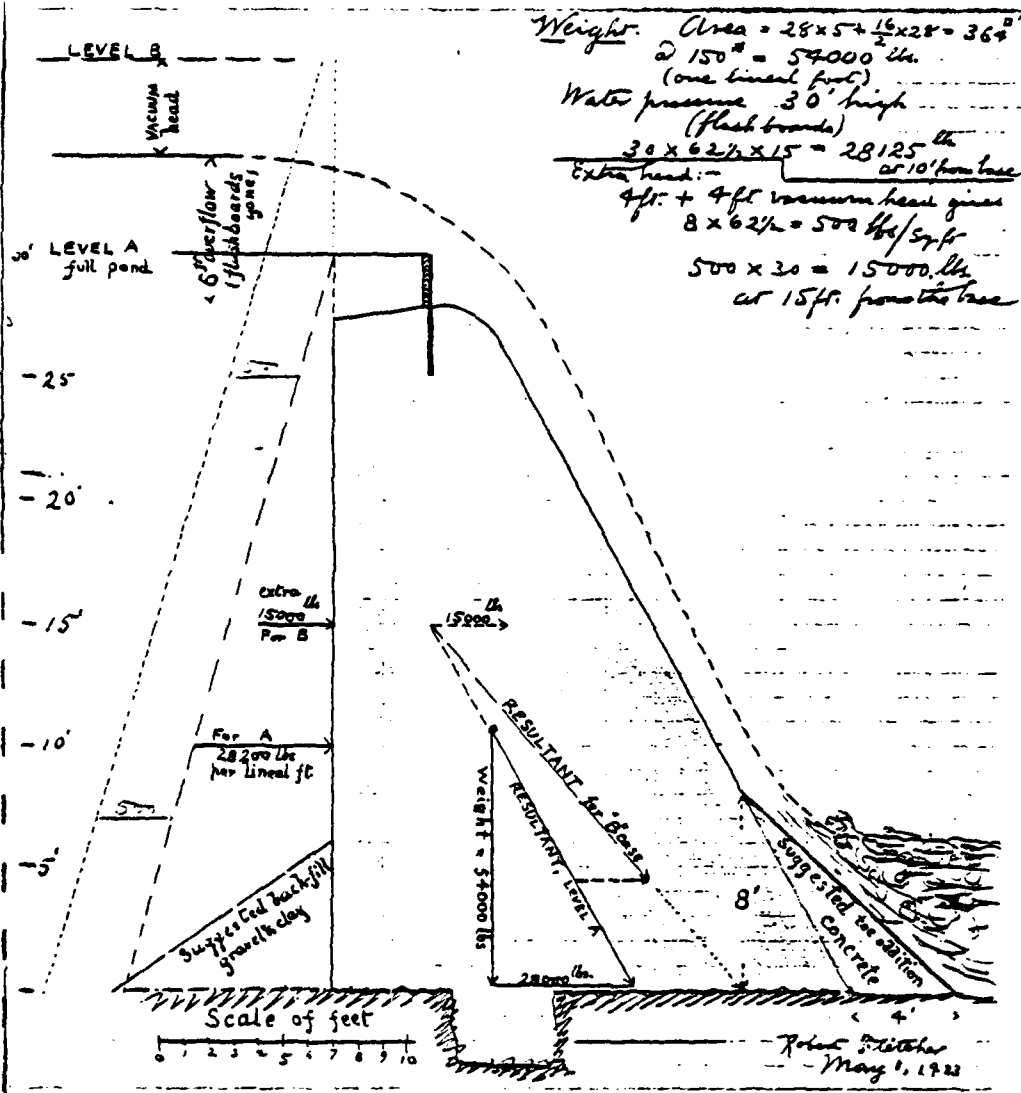 Weight. Area = 28 x 5 + 16/2 x 28 = 364 □'
@ 150# = 54000 lbs.
(one lineal foot)
Water pressure 30' high
(flash boards)
30 x 62½ x 15 = 28125 lbs
at 10' from base
Extra head:-
4ft. + 4ft vacuum head gives
8 x 62½ = 500 lbs/sq ft
500 x 30 = 15000 lbs
at 15 ft. from the base
LEVEL B
VACUUM
head
6' overflow
(flashboards
gone)
30' LEVEL A
full pond
- 25
- 20'
- 15'
- 10'
- 5'
extra
15000 lbs
For B
15000 lbs
For A
28200 lbs
per lineal ft
500
Suggested backfill
gravel & clay
Weight = 54000 lbs
RESULTANT for B case
RESULTANT, LEVEL A
28000 lbs.
8'
Suggested toe addition
concrete
4'
Scale of feet
0 1 2 3 4 5 6 7 8 9 10
Robert Fletcher
May 1, 1923